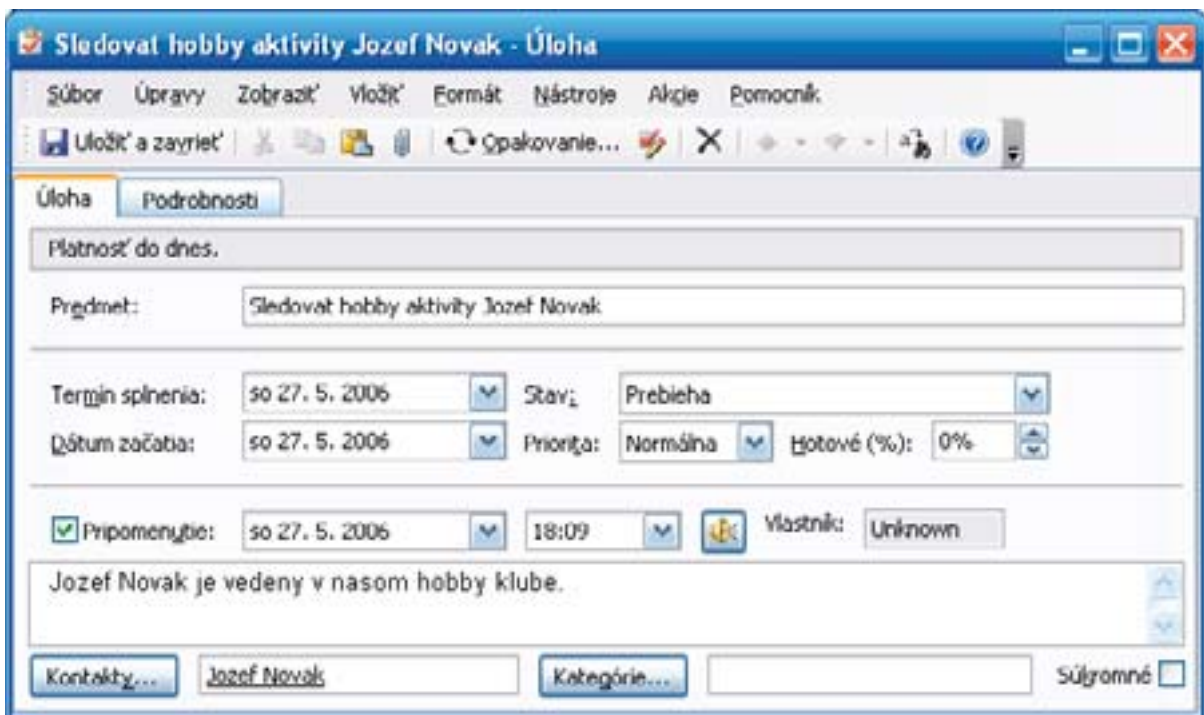 Sledovat hobby aktivity Jozef Novak - Úloha
Súbor Úpravy Zobraziť Vložiť Formát Nástroje Akcie Pomocník
Uložiť a zavrieť Opakovanie...
Úloha Podrobnosti
Platnosť do dnes.
Predmet: Sledovat hobby aktivity Jozef Novak
Termín splnenia: so 27. 5. 2006 Stav: Prebieha
Dátum začatia: so 27. 5. 2006 Priorita: Normálna Hotové (%): 0%
Pripomenutie: so 27. 5. 2006 18:09 Vlastník: Unknown
Jozef Novak je vedeny v nasom hobby klube.
Kontakty... Jozef Novak Kategórie... Súkromné